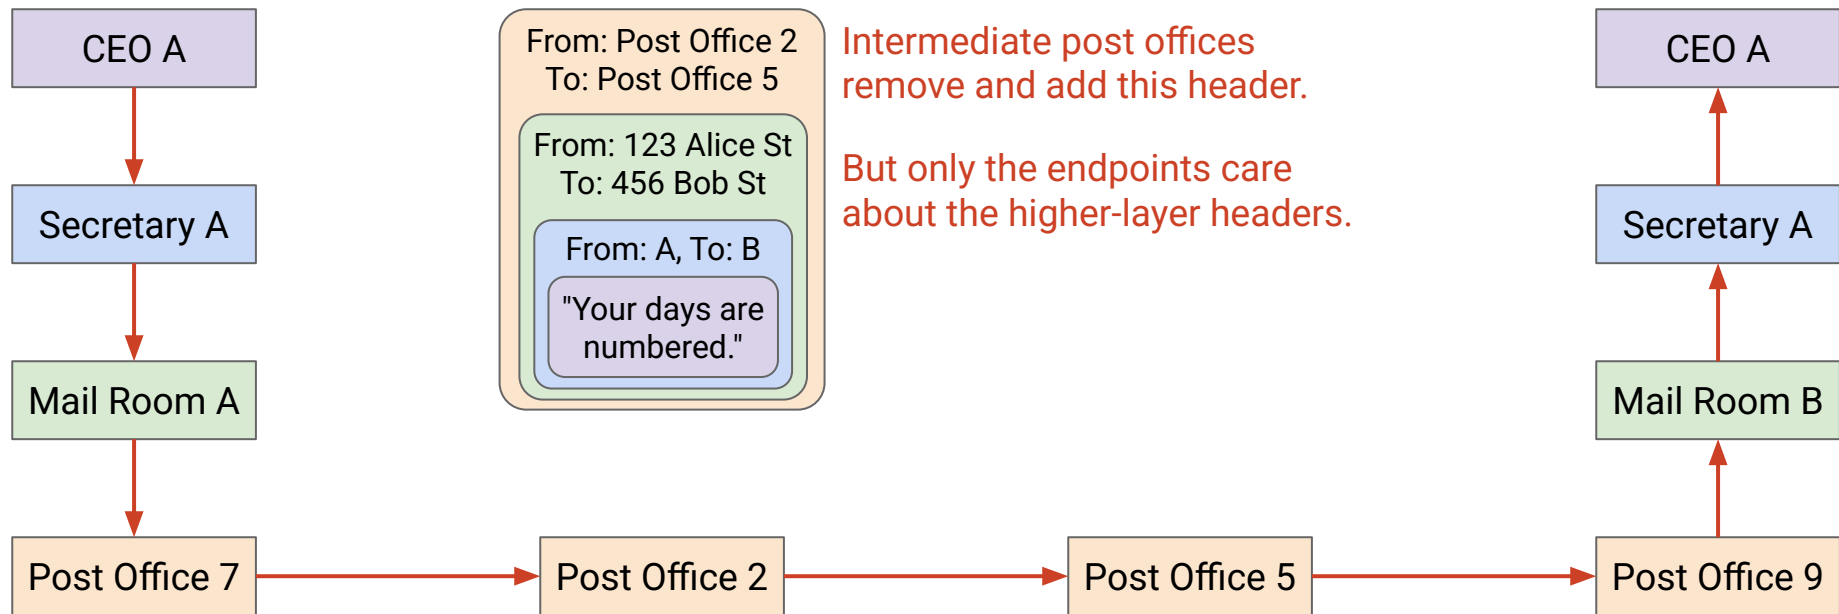 CEO A
Secretary A
Mail Room A
Post Office 7
From: Post Office 2
To: Post Office 5
From: 123 Alice St
To: 456 Bob St
From: A, To: B
"Your days are
numbered."
Intermediate post offices
remove and add this header.
But only the endpoints care
about the higher-layer headers.
Post Office 2
Post Office 5
CEO A
Secretary A
Mail Room B
Post Office 9